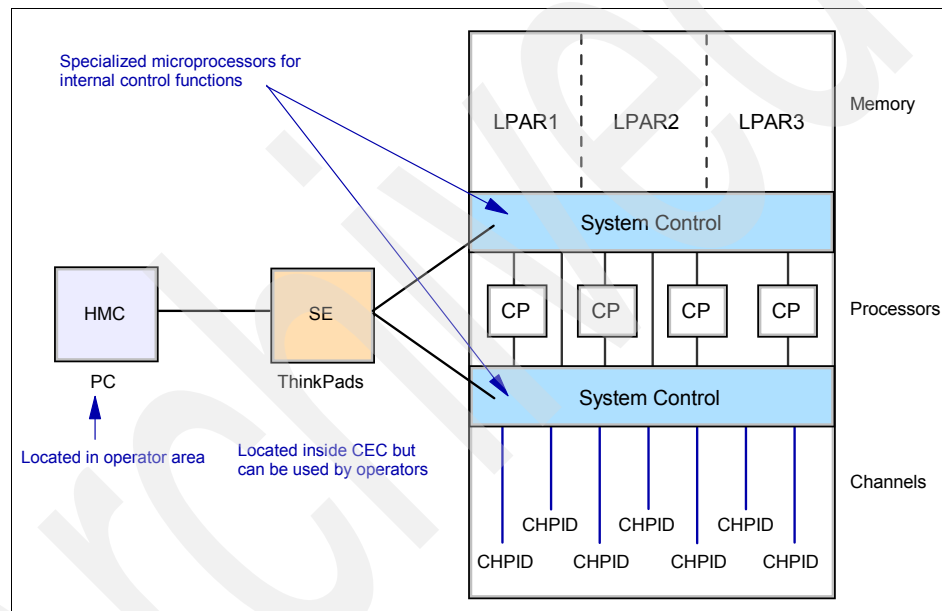 Specialized microprocessors for
internal control functions
LPAR1
LPAR2
LPAR3
Memory
System Control
HMC
SE
CP
CP
CP
CP
Processors
PC
ThinkPads
System Control
Located in operator area
Located inside CEC but
can be used by operators
Channels
CHPID
CHPID
CHPID
CHPID
CHPID
CHPID
CHPID
rchived